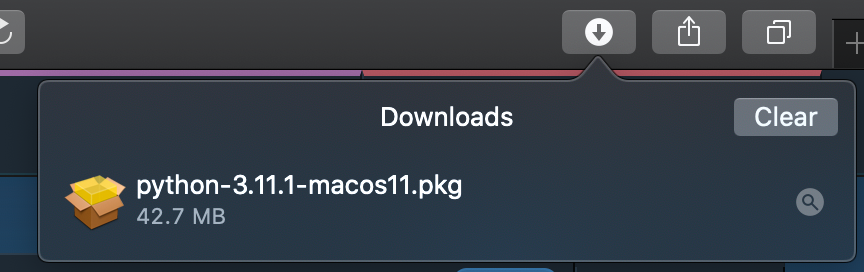 Downloads
Clear
python-3.11.1-macos11.pkg
42.7 MB